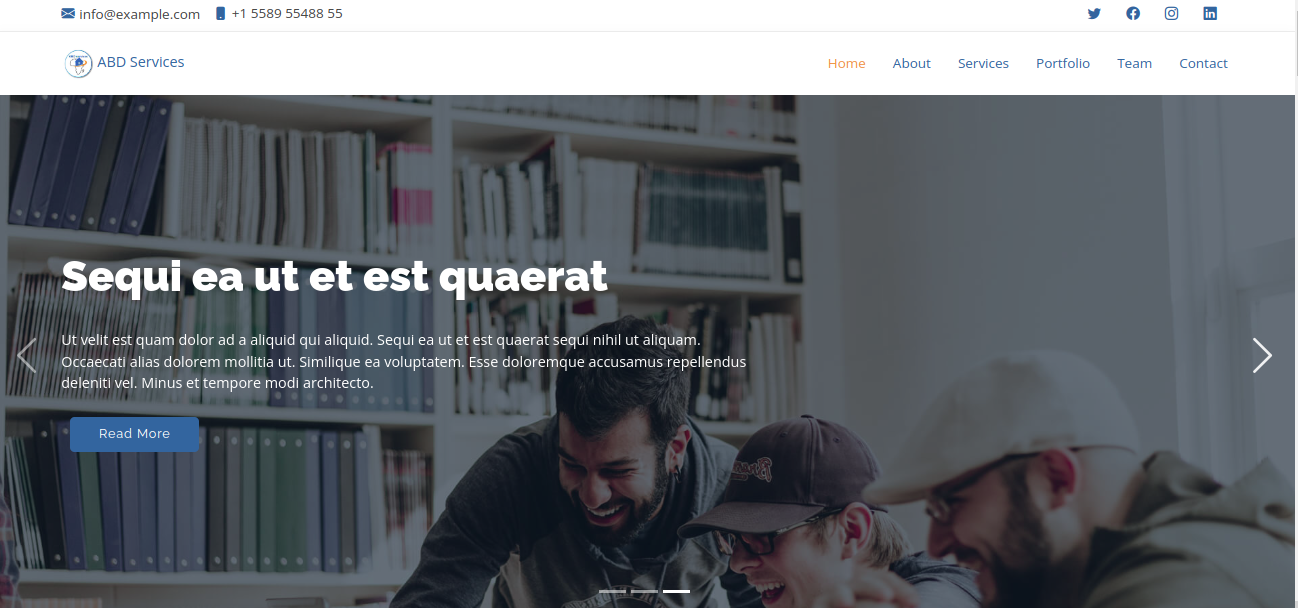 info@example.com +1 5589 55488 55
ABD Services
Home About Services Portfolio Team Contact
Sequi ea ut et est quaerat
Ut velit est quam dolor ad a aliquid qui aliquid. Sequi ea ut et est quaerat sequi nihil ut aliquam.
Occaecati alias dolorem mollitia ut. Similique ea voluptatem. Esse doloremque accusamus repellendus
deleniti vel. Minus et tempore modi architecto.
Read More